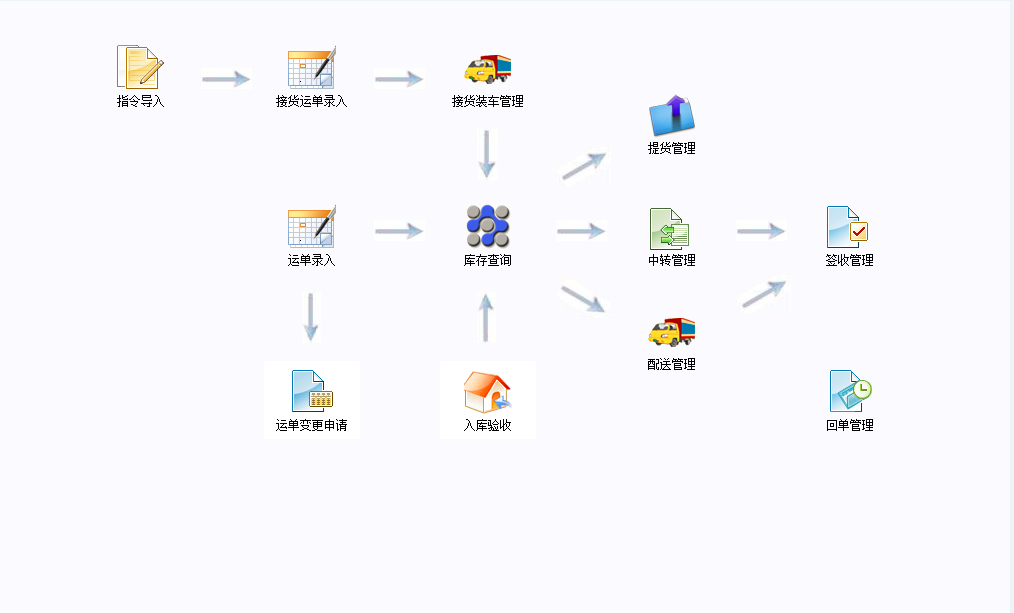 指令导入
接货运单录入
接货装车管理
提货管理
运单录入
库存查询
中转管理
签收管理
配送管理
运单变更申请
入库验收
回单管理